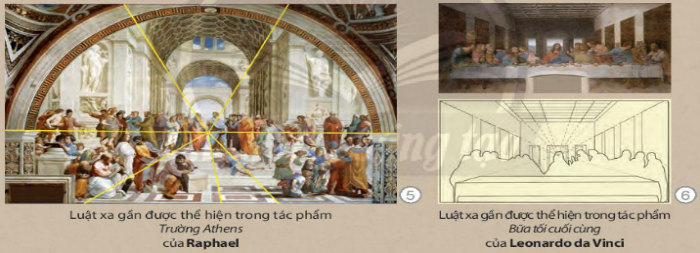 5
Luật xa gần được thể hiện trong tác phẩm
Trường Athens
của Raphael
6
Luật xa gần được thể hiện trong tác phẩm
Bữa tối cuối cùng
của Leonardo da Vinci